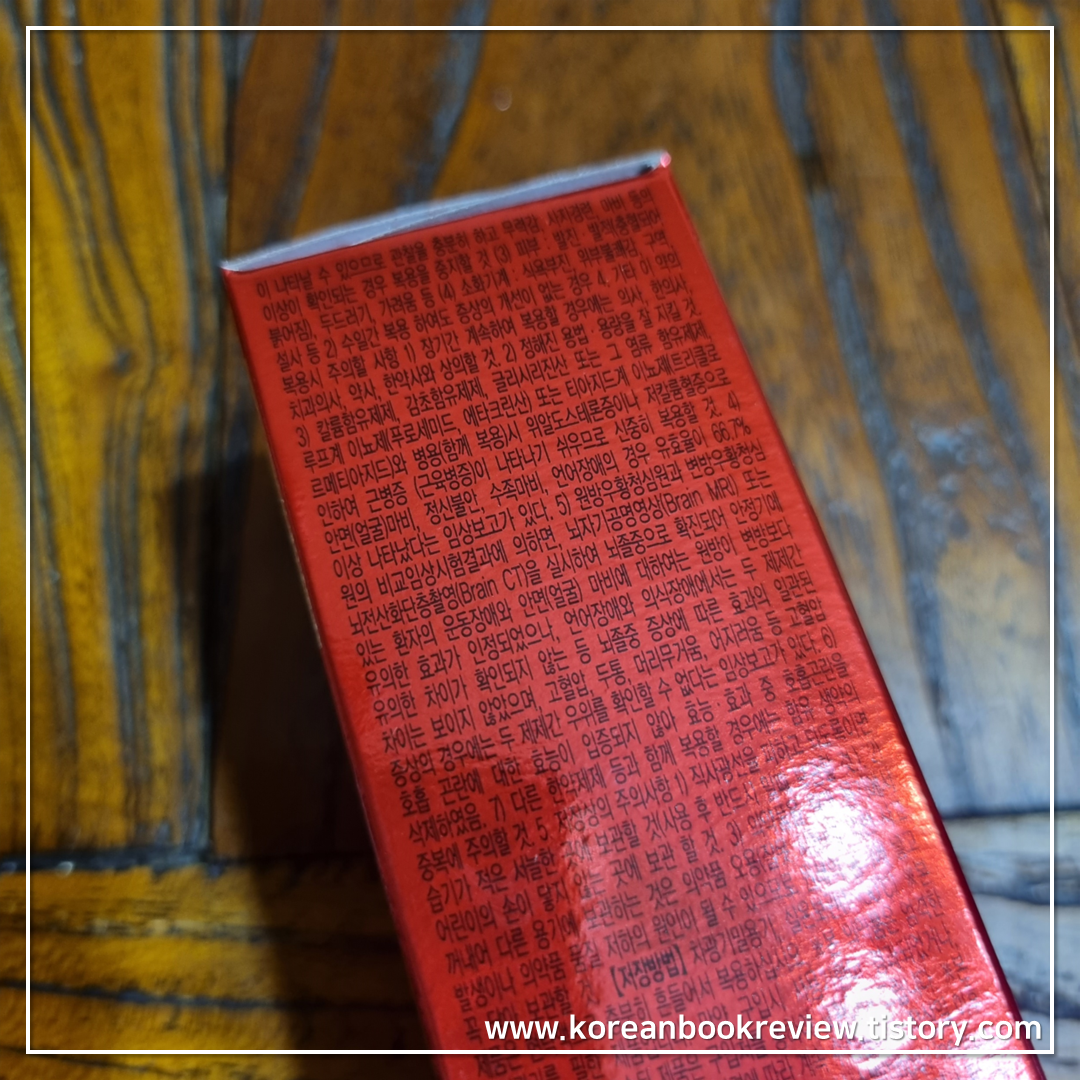 이 나타날 수 있으므로 관찰을 충분히 하고 무력감, 사지경련, 마비 등의
이상이 확인되는 경우 복용을 중지할 것 (3) 피부 : 발진, 발적(충혈되어
붉어짐), 두드러기, 가려움 등 (4) 소화기계 : 식욕부진, 위부불쾌감, 구역,
설사 등 2) 수일간 복용 하여도 증상의 개선이 없는 경우 4. 기타 이 약의
복용시 주의할 사항 1) 장기간 계속하여 복용할 경우에는 의사, 한의사,
치과의사, 약사, 한약사와 상의할 것 2) 정해진 용법·용량을 잘 지킬 것
3) 칼륨함유제제, 감초함유제제, 글리시리진산 또는 그 염류 함유제제,
루프계 이뇨제(푸로세미드, 에타크린산) 또는 티아지드계 이뇨제(트리클로
르메티아지드)와 병용(함께 복용)시 위알도스테론증이나 저칼륨혈증으로
인하여 근병증 (근육병증)이 나타나기 쉬우므로 신중히 복용할 것. 4)
안면(얼굴)마비, 정신불안, 수족마비, 언어장애의 경우 유효율이 66.7%
이상 나타났다는 임상보고가 있다. 5) 원방우황청심원과 변방우황청심
원의 비교임상시험결과에 의하면, 뇌자기공명영상(Brain MRI) 또는
뇌전산화단층촬영(Brain CT)을 실시하여 뇌졸중으로 확진되어 안정기에
있는 환자의 운동장애와 안면(얼굴) 마비에 대하여는 원방이 변방보다
유의한 효과가 인정되었으나, 언어장애와 의식장애에서는 두 제제간
유의한 차이가 확인되지 않는 등 뇌졸중 증상에 따른 효과의 일관된
차이는 보이지 않았으며, 고혈압, 두통, 머리무거움, 어지러움 등 고혈압
증상의 경우에는 두 제제간 우위를 확인할 수 없다는 임상보고가 있다. 6)
호흡 곤란에 대한 효능이 입증되지 않아 효능·효과 중 호흡곤란을
삭제하였음. 7) 다른 하약제제 등과 함께 복용할 경우에는 함유 생약의
중복에 주의할 것 5. 저장상의 주의사항 1) 직사광선을 피하고 될 수 있으면
습기가 적은 서늘한 곳에 보관할 것(사용 후 반드시
어린이의 손이 닿지 않는 곳에 보관 할 것. 3)
꺼내어 다른 용기에 보관하는 것은 의약품
발생이나 의약품 저하의 원인이 될 수 있으므로
보관할 [저장방법] 차광기밀용기
충분히 흔들어서 복용하십시오
구입시
www.koreanbookreview.tistory.com